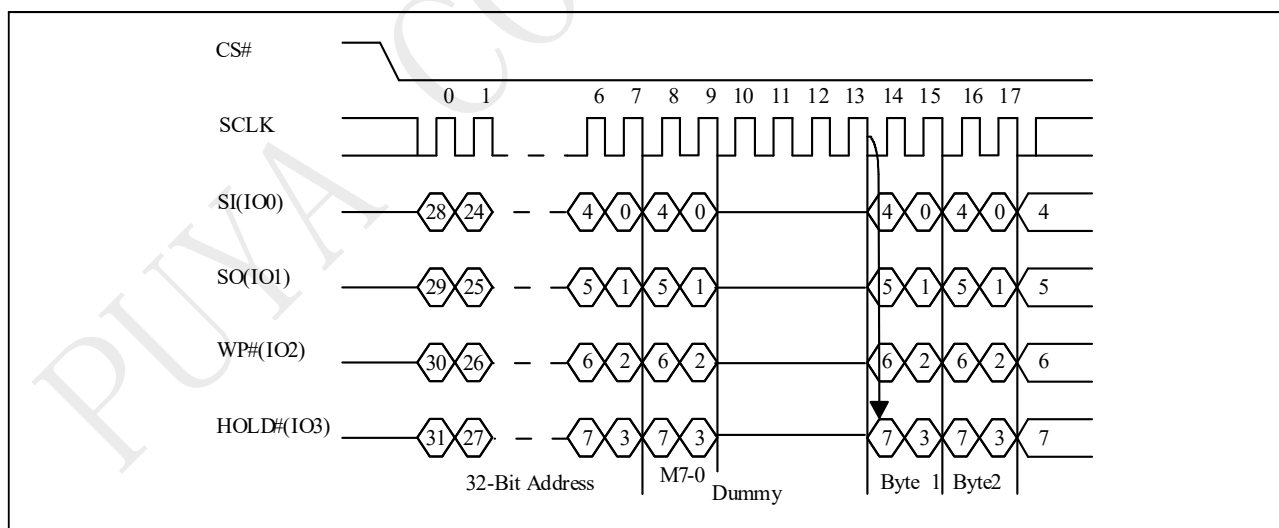 PUYA CO
CS#
0 1 6 7 8 9 10 11 12 13 14 15 16 17
SCLK
SI(IO0) 28 24 4 0 4 0 4 0 4 0 4
SO(IO1) 29 25 5 1 5 1 5 1 5 1 5
WP#(IO2) 30 26 6 2 6 2 6 2 6 2 6
HOLD#(IO3) 31 27 7 3 7 3 7 3 7 3 7
32-Bit Address M7-0 Byte 1 Byte2
Dummy